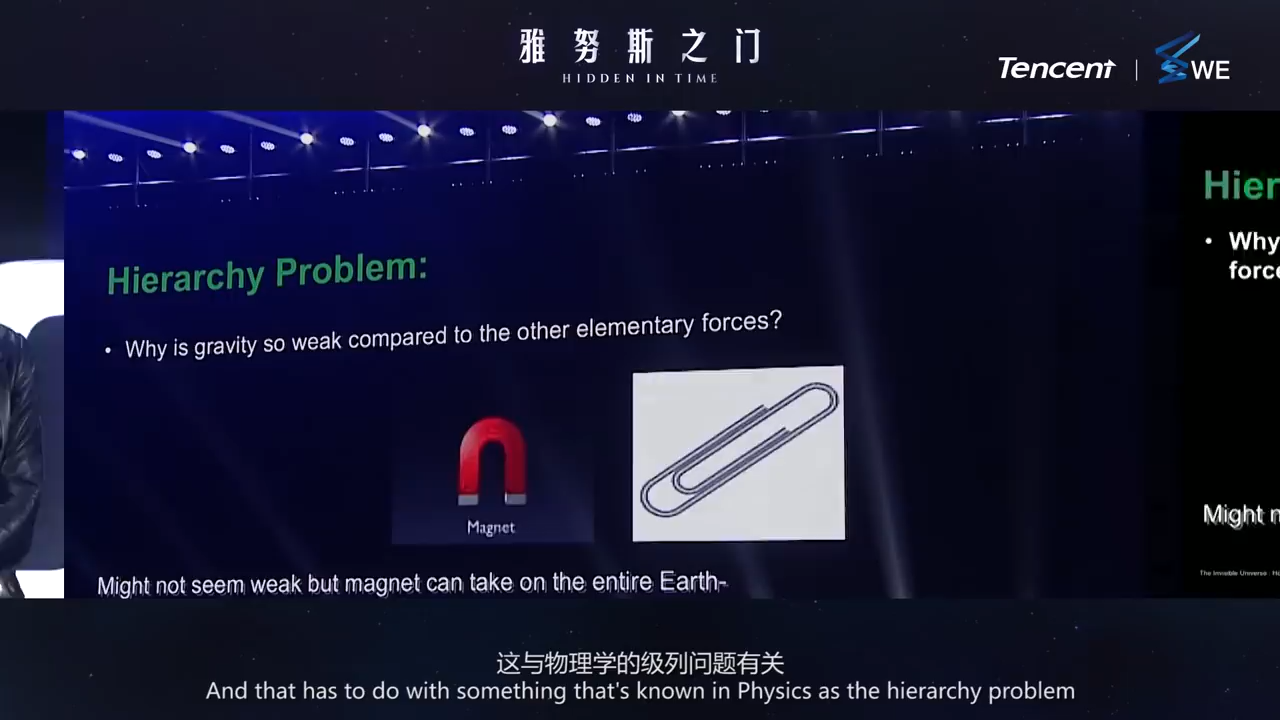 雅努斯之门
HIDDEN IN TIME
Tencent
WE
Hierarchy Problem:
• Why is gravity so weak compared to the other elementary forces?
Magnet
Might not seem weak but magnet can take on the entire Earth-
Hier
• Why
force
Might n
The Invisible Universe
这与物理学的级列问题有关
And that has to do with something that's known in Physics as the hierarchy problem